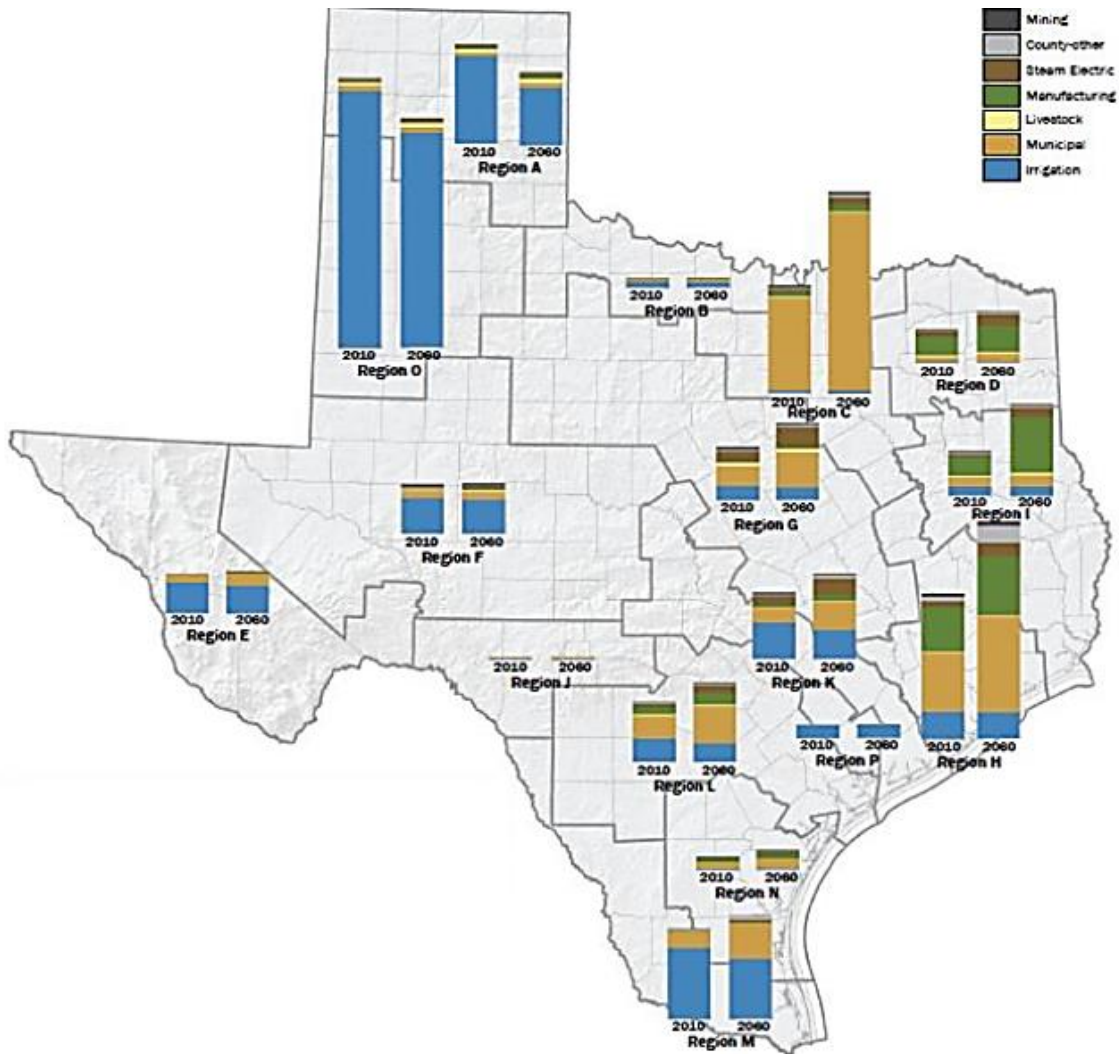 Mining
County-other
Steam Electric
Manufacturing
Livestock
Municipal
Irrigation
2010 2060
Region A
2010 2060
Region O
2010 2060
Region B
2010 2060
Region C
2010 2060
Region D
2010 2060
Region I
2010 2060
Region G
2010 2060
Region F
2010 2060
Region E
2010 2060
Region J
2010 2060
Region K
2010 2060
Region H
2010 2060
Region P
2010 2060
Region L
2010 2060
Region N
2010 2060
Region M